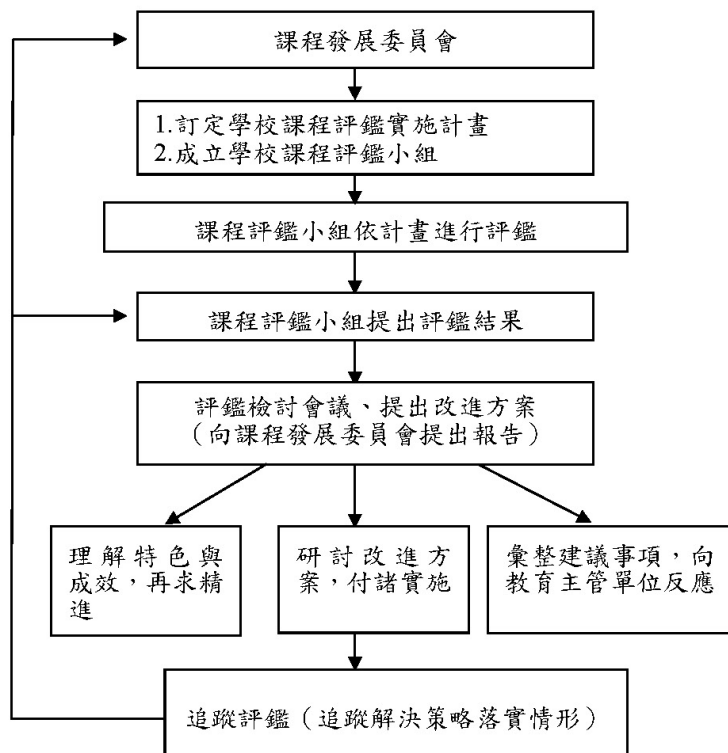 課程發展委員會
1.訂定學校課程評鑑實施計畫
2.成立學校課程評鑑小組
課程評鑑小組依計畫進行評鑑
課程評鑑小組提出評鑑結果
評鑑檢討會議、提出改進方案
（向課程發展委員會提出報告）
理解特色與
成效，再求精
進
研討改進方
案，付諸實施
彙整建議事項，向
教育主管單位反應
追蹤評鑑（追蹤解決策略落實情形）